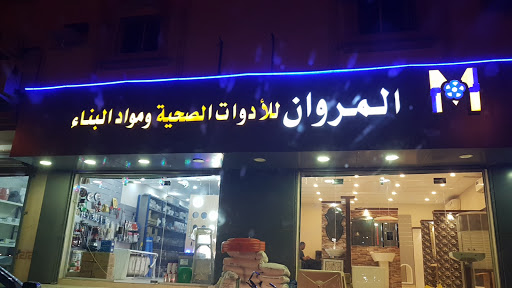 المروان للأدوات الصحية ومواد البناء
M